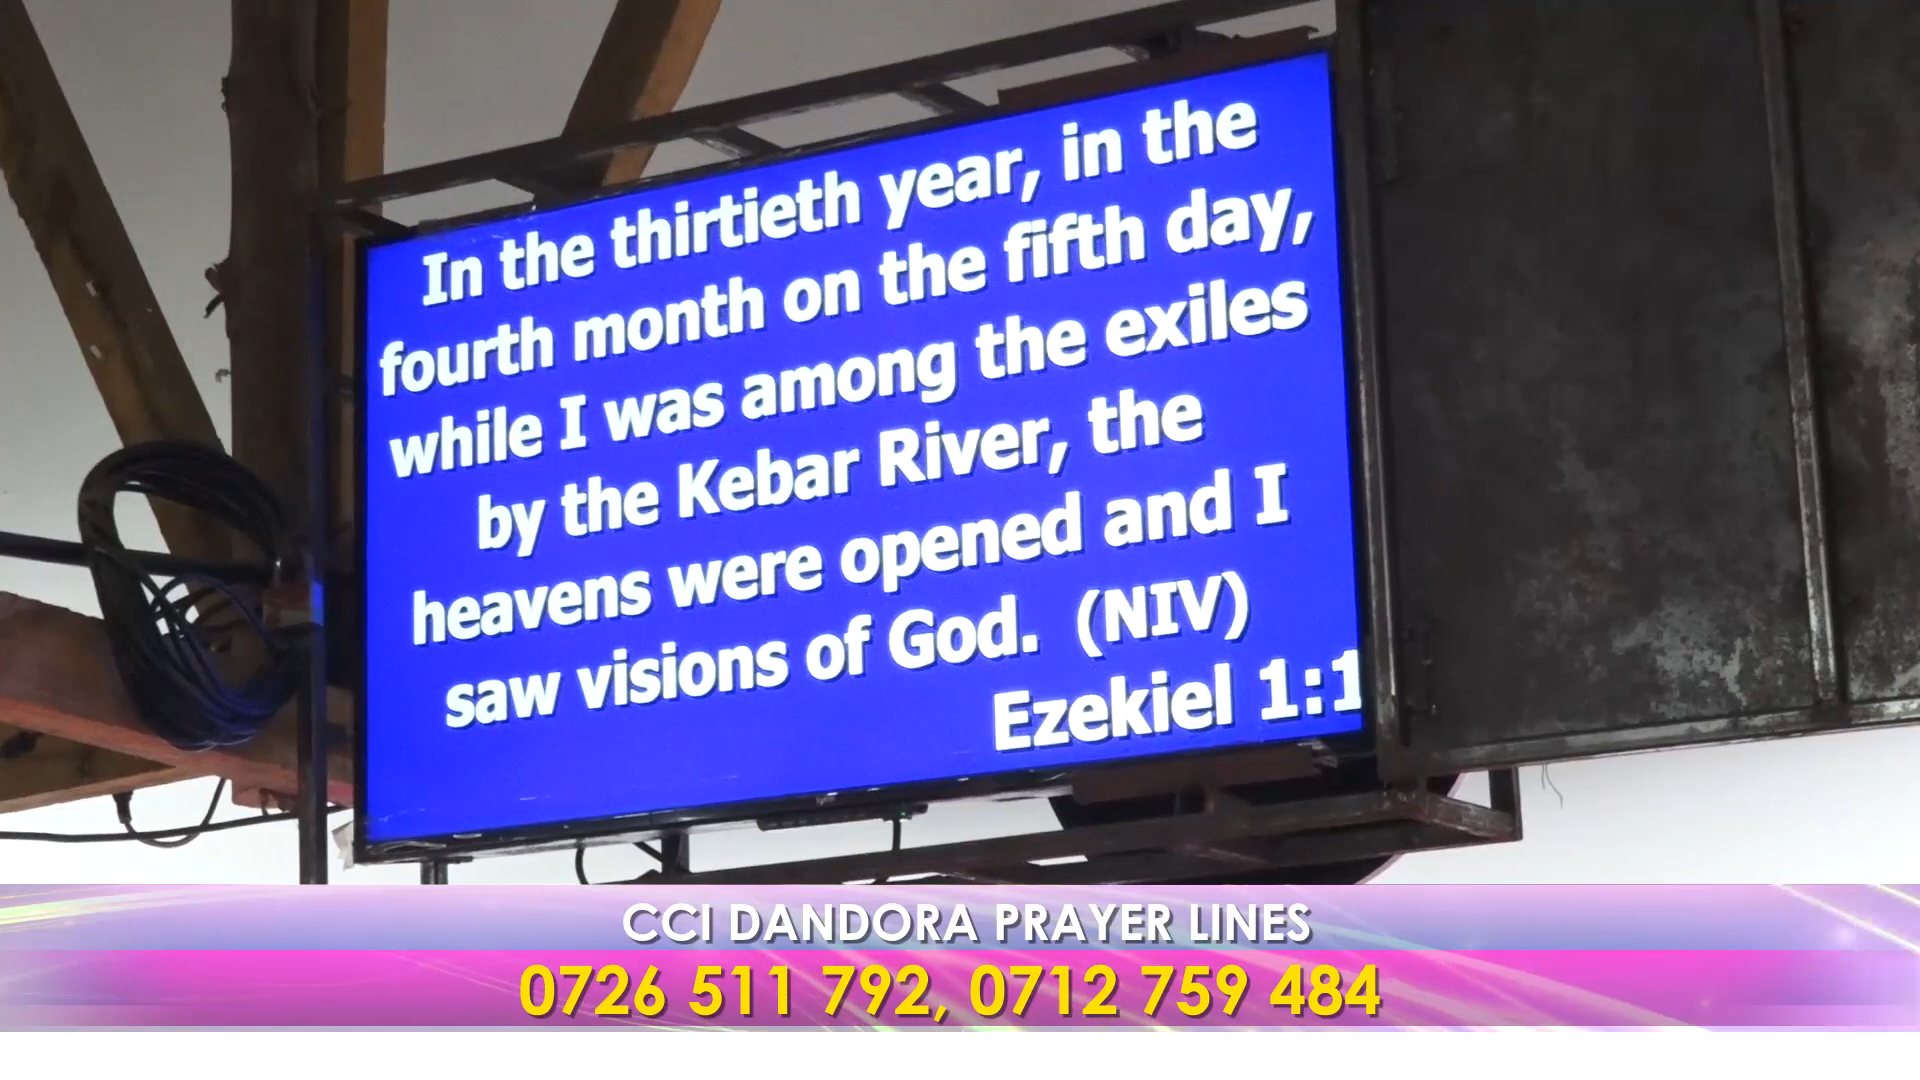 In the thirtieth year, in the
fourth month on the fifth day,
while I was among the exiles
by the Kebar River, the
heavens were opened and I
saw visions of God. (NIV)
Ezekiel 1:1
CCI DANDORA PRAYER LINES
0726 511 792, 0712 759 484